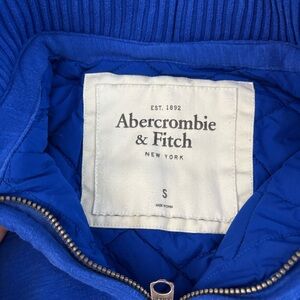 EST. 1892
Abercrombie
& Fitch
NEW YORK
S